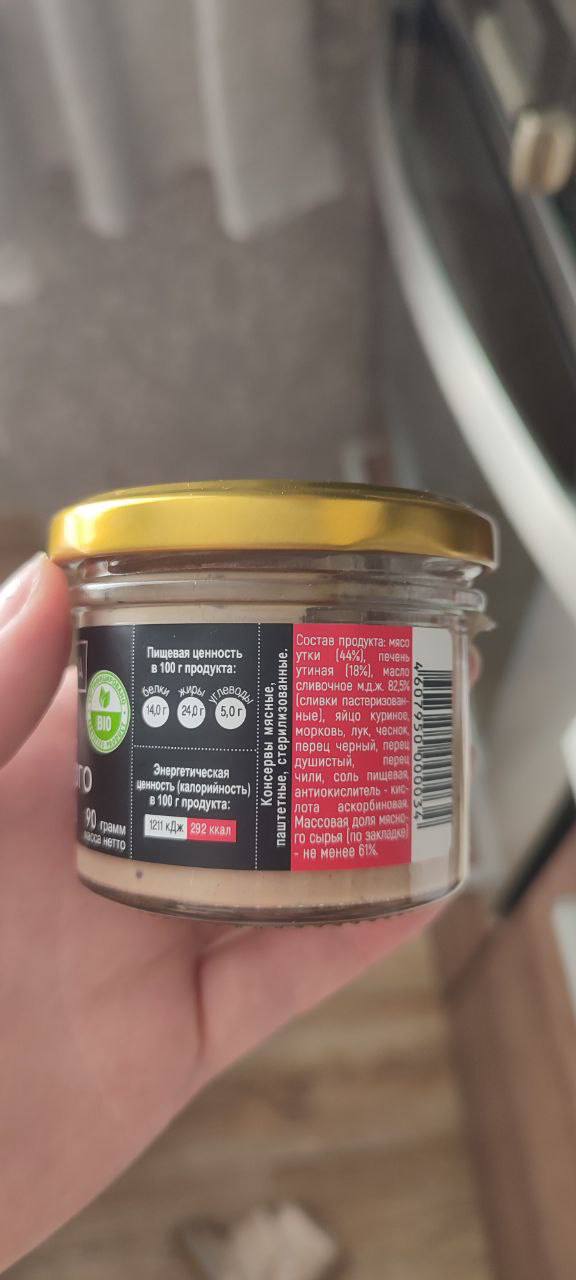 BIO
ого
90 грамм
масса нетто
Пищевая ценность
в 100 г продукта:
белки жиры углеводы
14,0 г 24,0 г 5,0 г
Энергетическая
ценность (калорийность)
в 100 г продукта:
1211 кДж 292 ккал
Консервы мясные,
паштетные, стерилизованные.
Состав продукта: мясо
утки (44%), печень
утиная (18%), масло
сливочное м.д.ж. 82,5%
(сливки пастеризован-
ные), яйцо куриное,
морковь, лук, чеснок,
перец черный, перец
душистый, перец
чили, соль пищевая,
антиокислитель - кис-
лота аскорбиновая.
Массовая доля мясно-
го сырья (по закладке)
- не менее 61%.
4607950000034